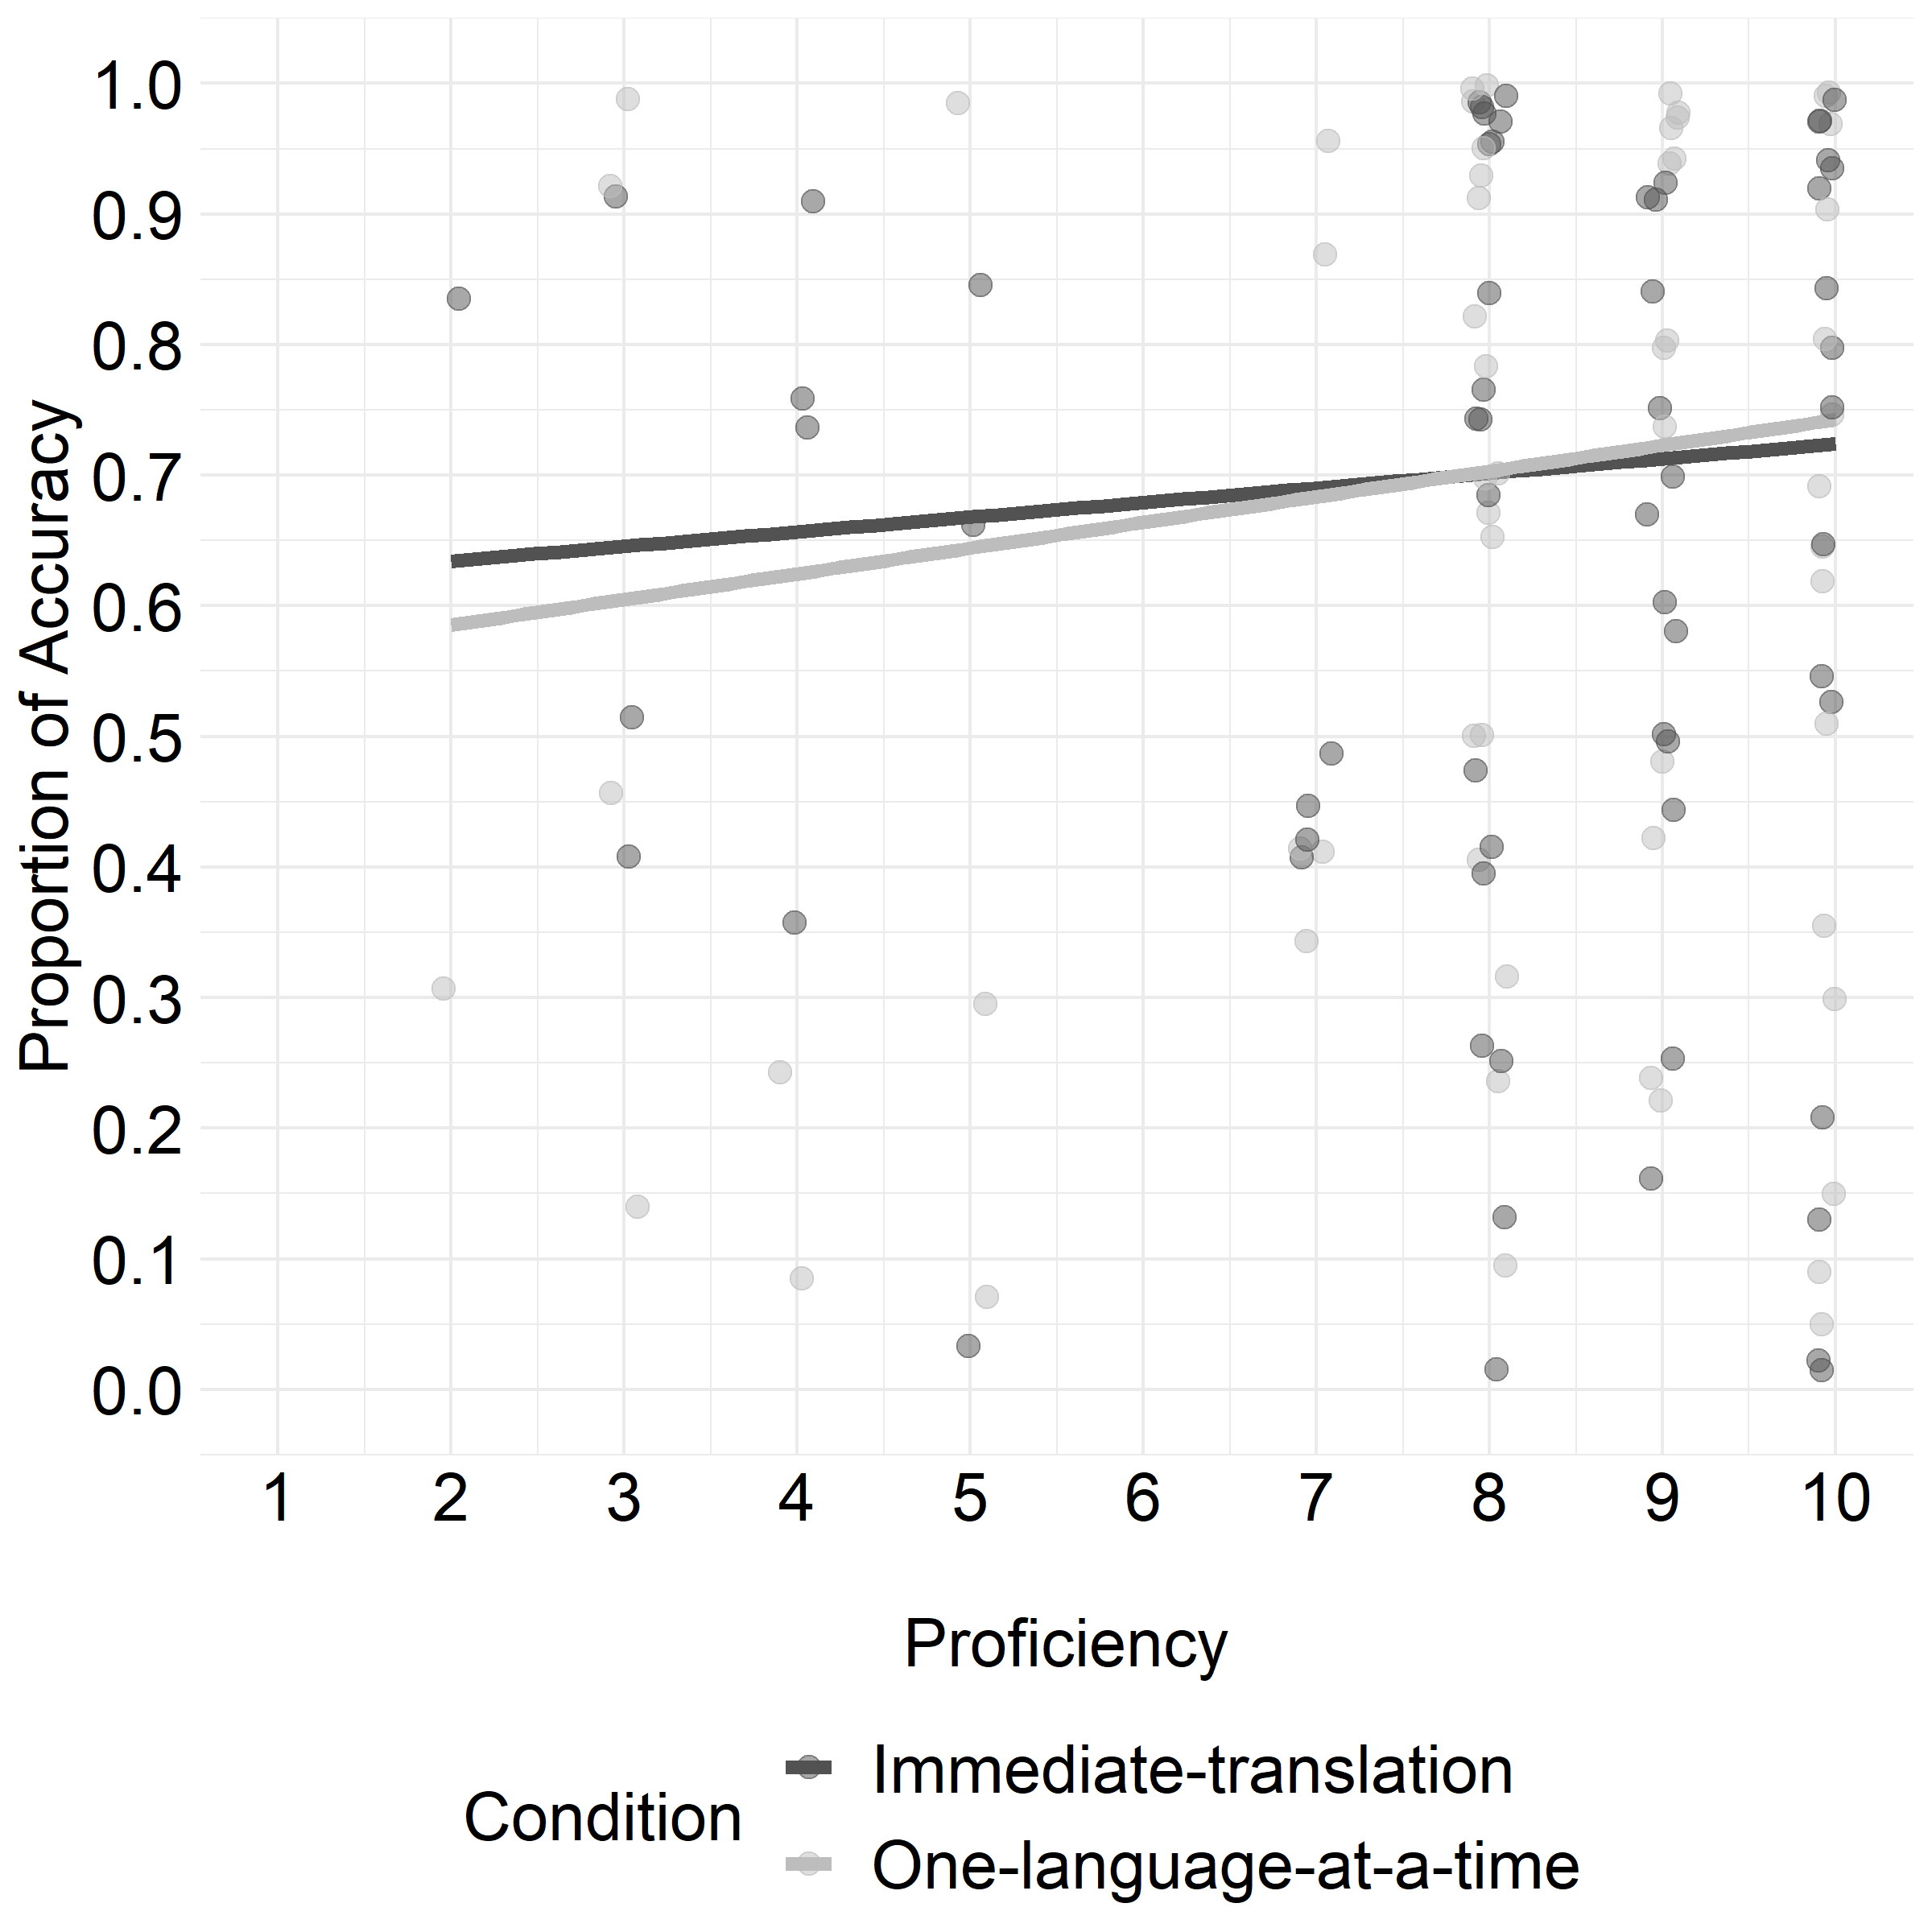 Proportion of Accuracy
1.0
0.9
0.8
0.7
0.6
0.5
0.4
0.3
0.2
0.1
0.0
1 2 3 4 5 6 7 8 9 10
Proficiency
Condition
Immediate-translation
One-language-at-a-time